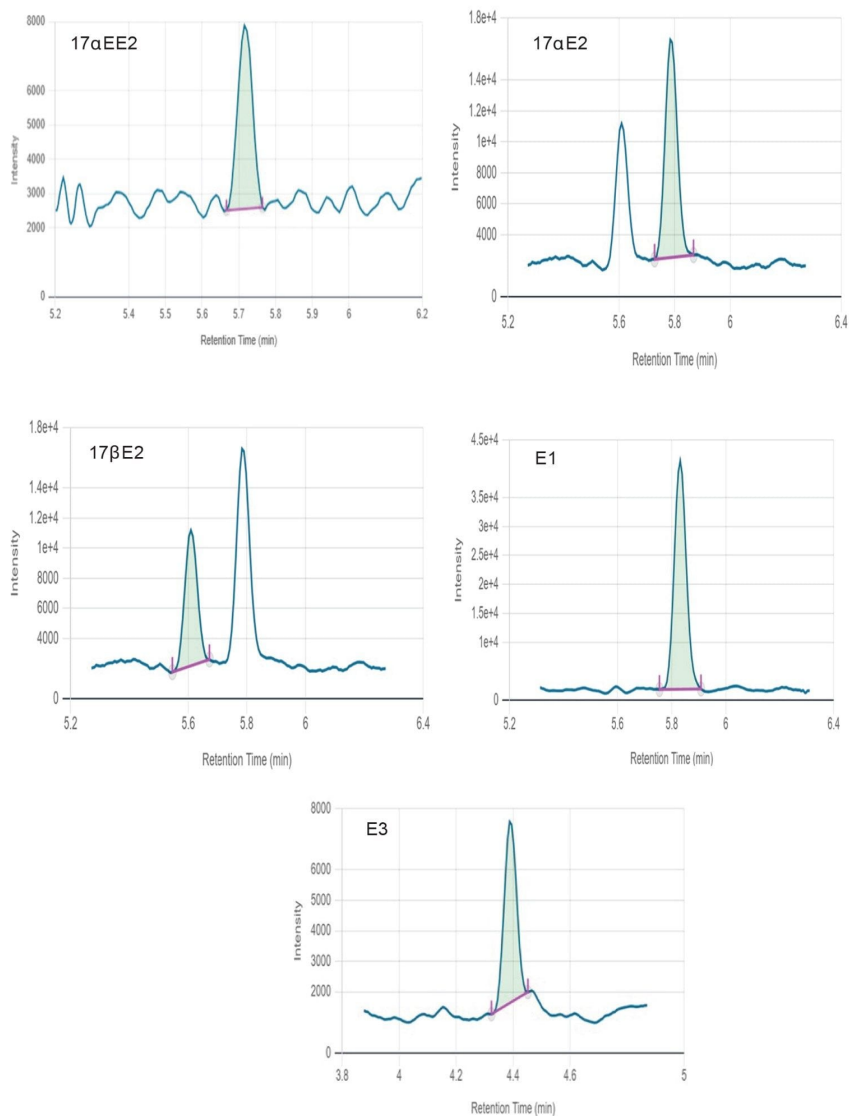 17αEE2
8000
7000
6000
5000
4000
3000
2000
0
Intensity
5.2 5.4 5.5 5.6 5.7 5.8 5.9 6 6.2
Retention Time (min)
17αE2
1.8e+4
1.4e+4
1.2e+4
1e+4
8000
6000
4000
0
Intensity
5.2 5.6 5.8 6 6.4
Retention Time (min)
17βE2
1.8e+4
1.4e+4
1.2e+4
1e+4
8000
6000
4000
0
Intensity
5.2 5.6 5.8 6 6.4
Retention Time (min)
E1
4.5e+4
3.5e+4
3e+4
2.5e+4
2e+4
1.5e+4
1e+4
0
Intensity
5.2 5.6 5.8 6 6.4
Retention Time (min)
E3
8000
6000
5000
4000
3000
2000
0
Intensity
3.8 4 4.2 4.4 4.6 5
Retention Time (min)